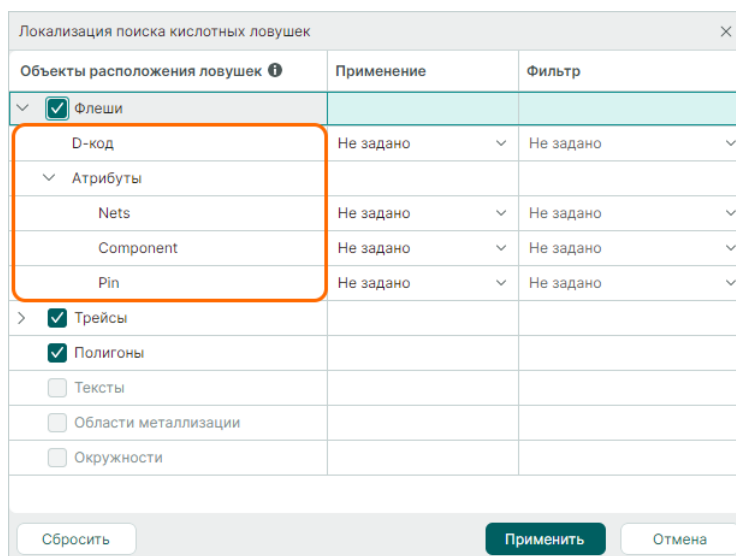 Локализация поиска кислотных ловушек
Объекты расположения ловушек Применение Фильтр
Флеши
D-код Не задано Не задано
Атрибуты
Nets Не задано Не задано
Component Не задано Не задано
Pin Не задано Не задано
Трейсы
Полигоны
Тексты
Области металлизации
Окружности
Сбросить Применить Отмена